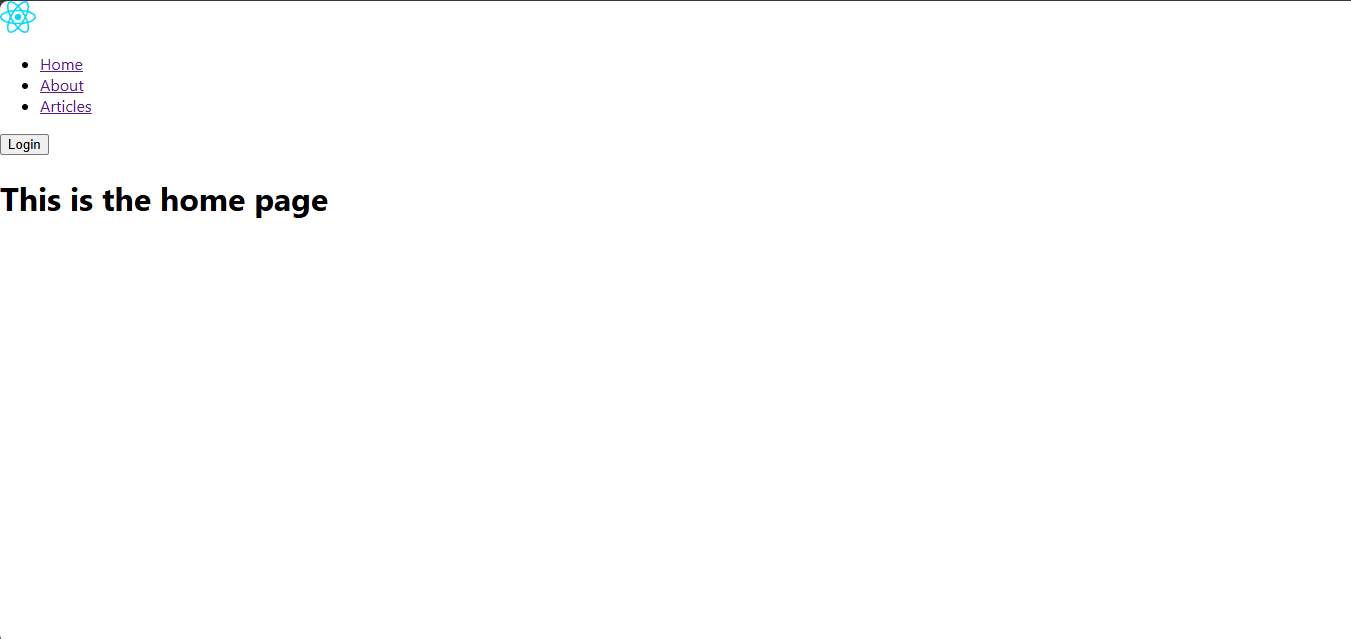 Home
About
Articles
Login
This is the home page